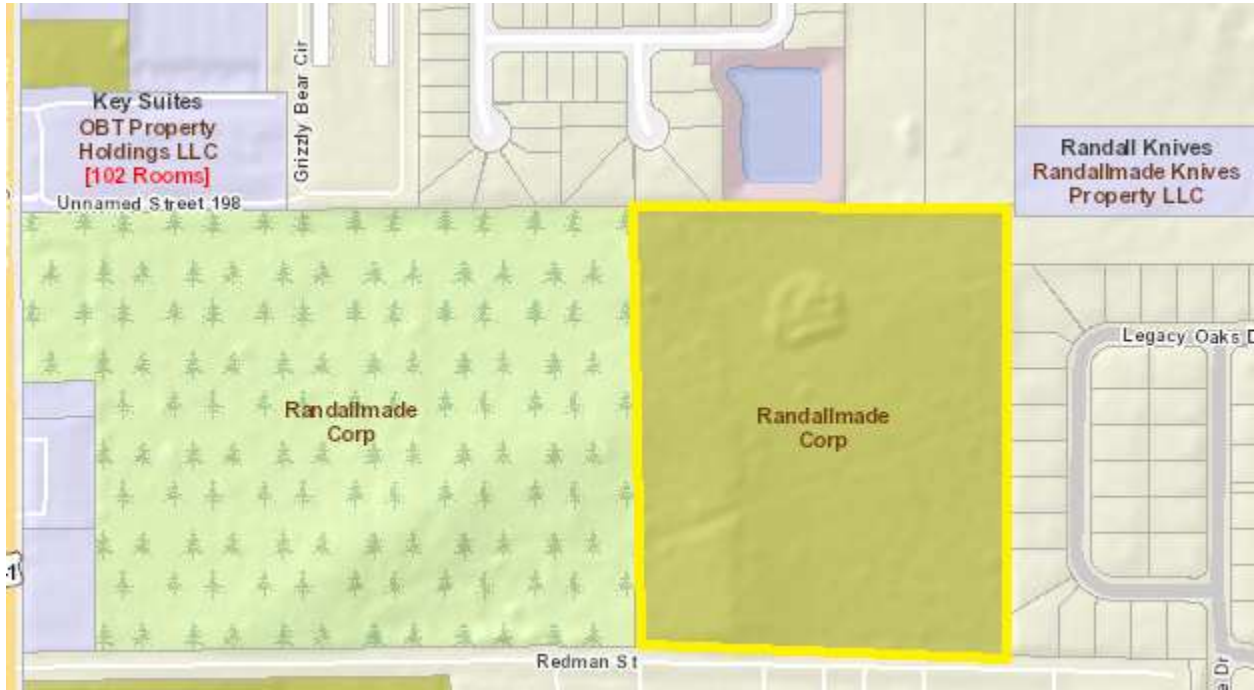 Grizzly Bear Cir
Key Suites
OBT Property
Holdings LLC
[102 Rooms]
Unnamed Street 198
Randall Knives
Randallmade Knives
Property LLC
Legacy Oaks D
Randallmade
Corp
Randallmade
Corp
Redman St
Dr